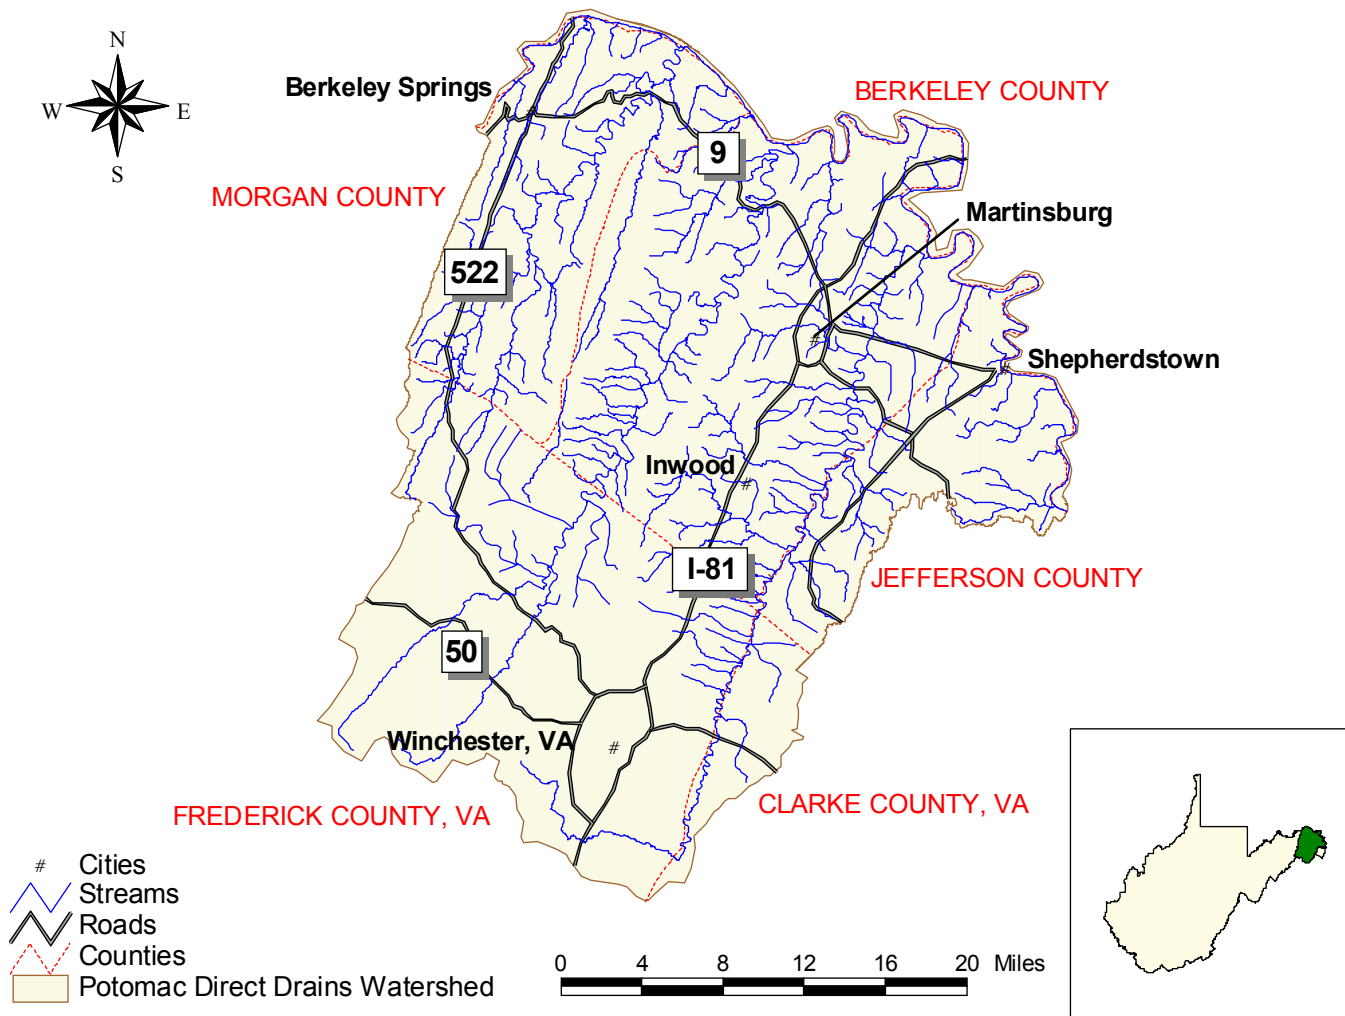 N
Berkeley Springs
BERKELEY COUNTY
W
E
9
S
MORGAN COUNTY
Martinsburg
522
#
Shepherdstown
#
Inwood
#
I-81
JEFFERSON COUNTY
50
Winchester, VA
#
CLARKE COUNTY, VA
FREDERICK COUNTY, VA
# Cities
Streams
Roads
Counties
Potomac Direct Drains Watershed
0 4 8 12 16 20 Miles